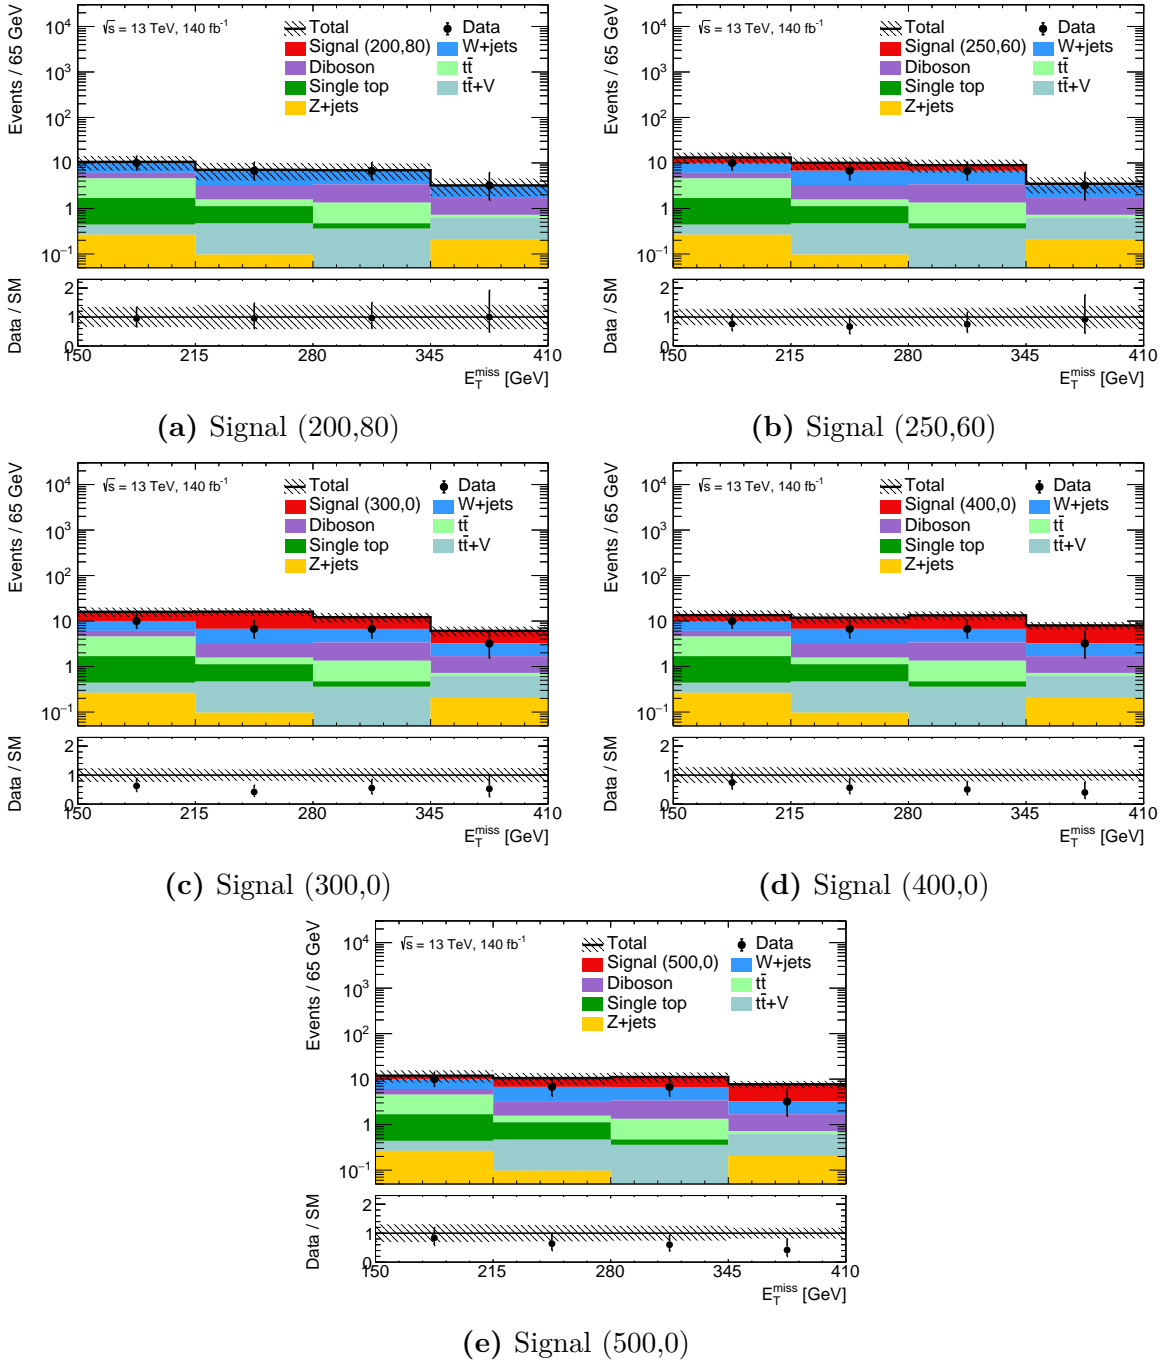 Events / 65 GeV
10⁴
10³
10²
10
1
10⁻¹
√s = 13 TeV, 140 fb⁻¹
Total
Data
Signal (200,80)
W+jets
Diboson
tt̄
Single top
tt̄+V
Z+jets
Data / SM
2
1
0
150
215
280
345
410
E_T^miss [GeV]
(a) Signal (200,80)
Events / 65 GeV
10⁴
10³
10²
10
1
10⁻¹
√s = 13 TeV, 140 fb⁻¹
Total
Data
Signal (250,60)
W+jets
Diboson
tt̄
Single top
tt̄+V
Z+jets
Data / SM
2
1
0
150
215
280
345
410
E_T^miss [GeV]
(b) Signal (250,60)
Events / 65 GeV
10⁴
10³
10²
10
1
10⁻¹
√s = 13 TeV, 140 fb⁻¹
Total
Data
Signal (300,0)
W+jets
Diboson
tt̄
Single top
tt̄+V
Z+jets
Data / SM
2
1
0
150
215
280
345
410
E_T^miss [GeV]
(c) Signal (300,0)
Events / 65 GeV
10⁴
10³
10²
10
1
10⁻¹
√s = 13 TeV, 140 fb⁻¹
Total
Data
Signal (400,0)
W+jets
Diboson
tt̄
Single top
tt̄+V
Z+jets
Data / SM
2
1
0
150
215
280
345
410
E_T^miss [GeV]
(d) Signal (400,0)
Events / 65 GeV
10⁴
10³
10²
10
1
10⁻¹
√s = 13 TeV, 140 fb⁻¹
Total
Data
Signal (500,0)
W+jets
Diboson
tt̄
Single top
tt̄+V
Z+jets
Data / SM
2
1
0
150
215
280
345
410
E_T^miss [GeV]
(e) Signal (500,0)